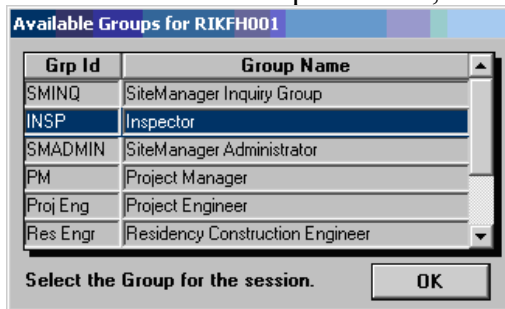 Available Groups for RIKFH001
Grp Id Group Name
SMINQ SiteManager Inquiry Group
INSP Inspector
SMADMIN SiteManager Administrator
PM Project Manager
Proj Eng Project Engineer
Res Engr Residency Construction Engineer
Select the Group for the session. OK